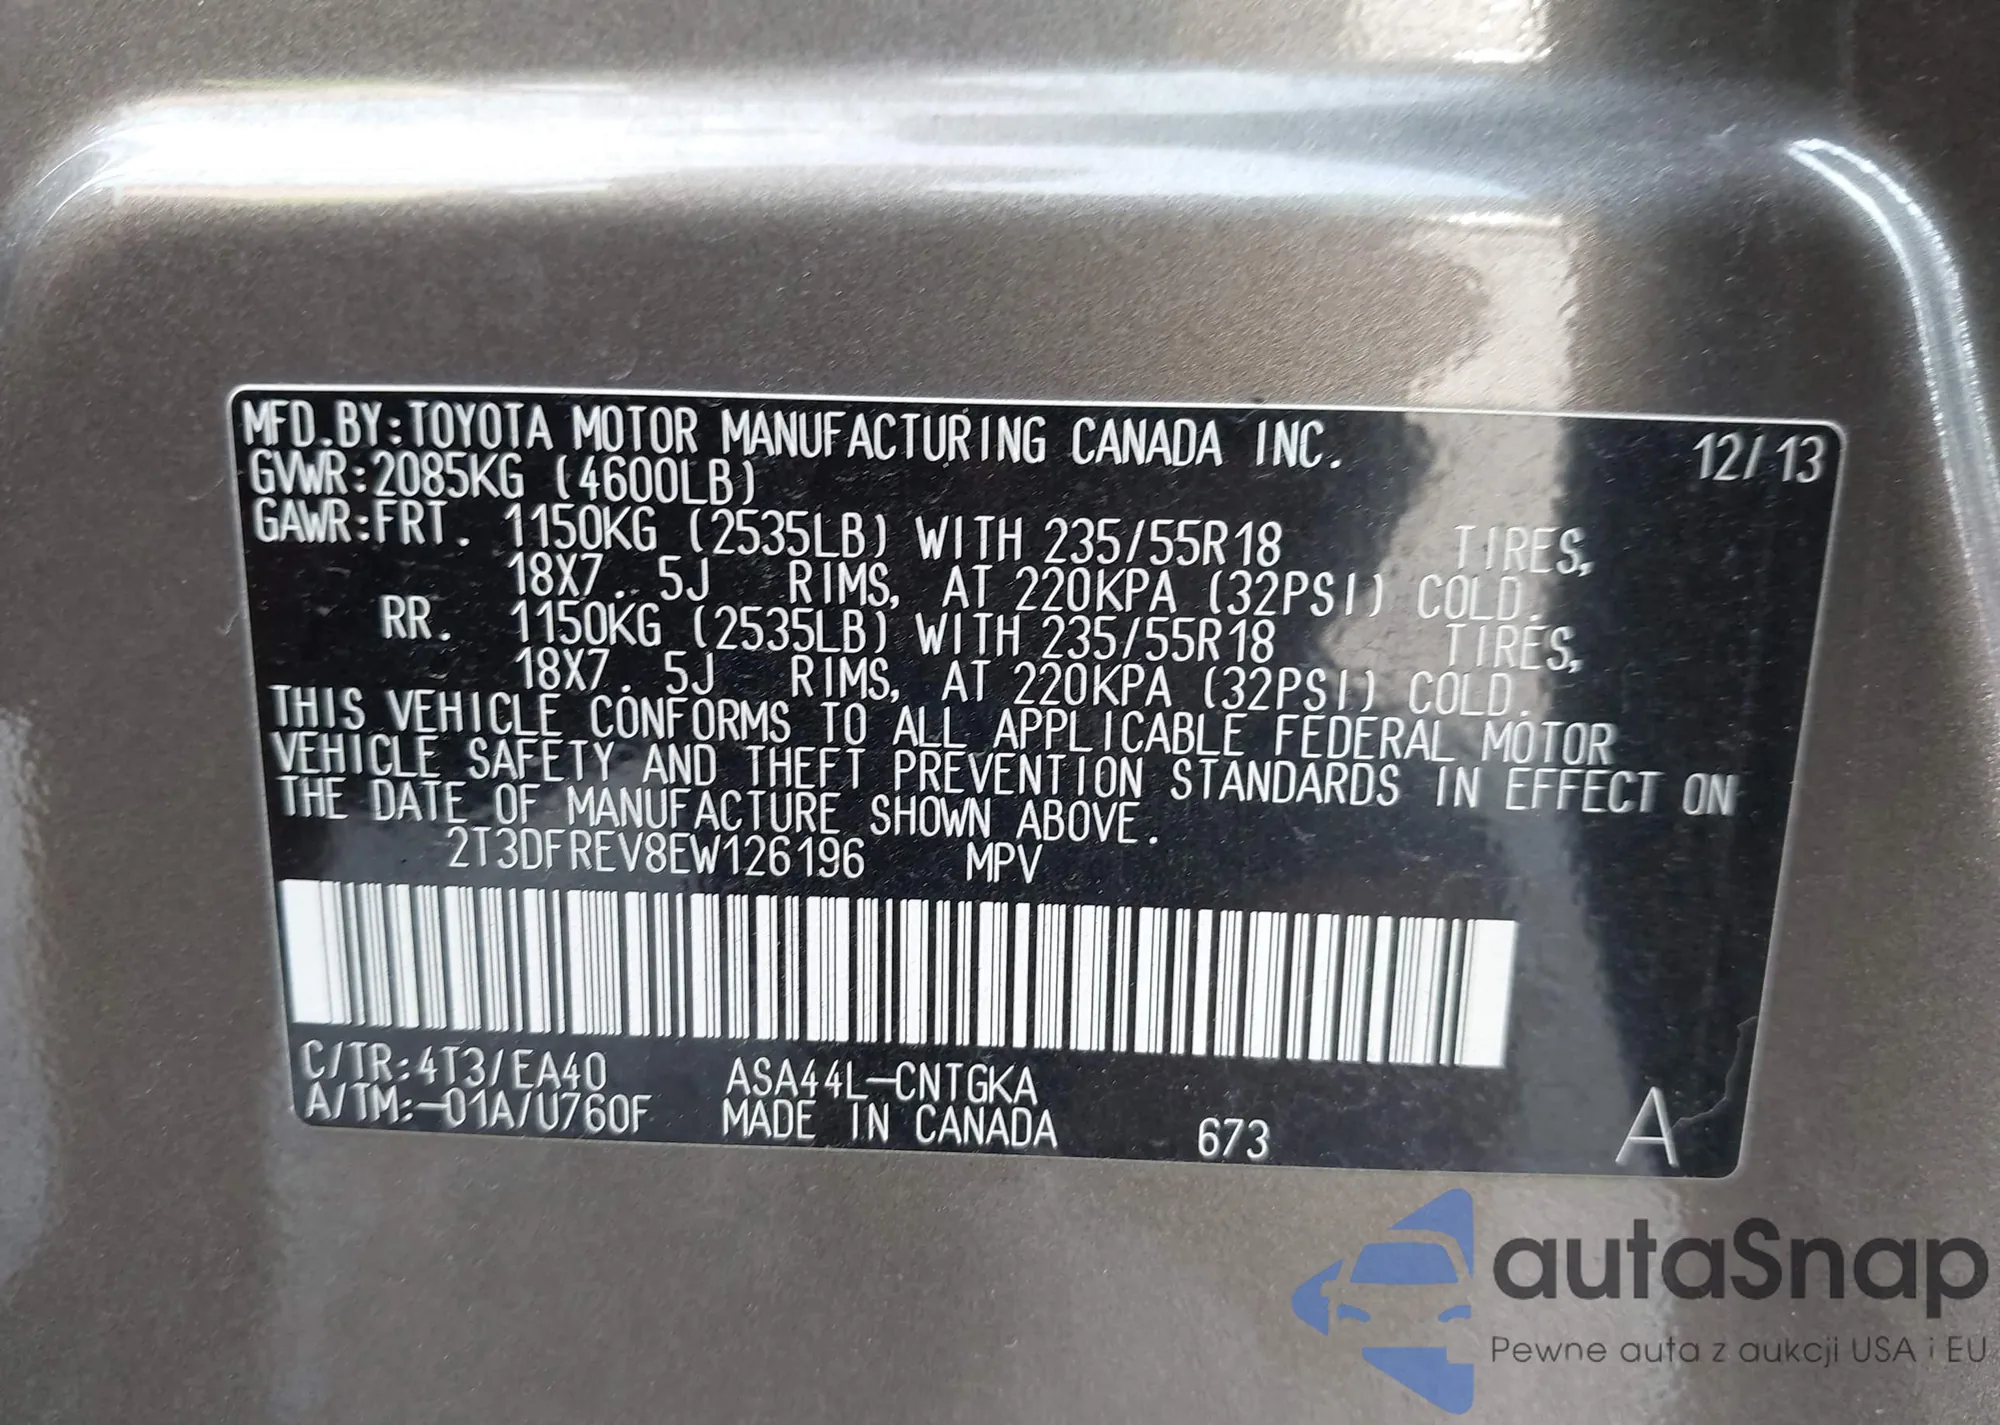 MFD.BY:TOYOTA MOTOR MANUFACTURING CANADA INC. 12/13
GVWR:2085KG (4600LB)
GAWR:FRT. 1150KG (2535LB) WITH 235/55R18 TIRES,
18X7.5J RIMS, AT 220KPA (32PSI) COLD.
RR. 1150KG (2535LB) WITH 235/55R18 TIRES,
18X7.5J RIMS, AT 220KPA (32PSI) COLD.
THIS VEHICLE CONFORMS TO ALL APPLICABLE FEDERAL MOTOR
VEHICLE SAFETY AND THEFT PREVENTION STANDARDS IN EFFECT ON
THE DATE OF MANUFACTURE SHOWN ABOVE.
2T3DFREV8EW126196 MPV
C/TR:4T3/EA40 ASA44L-CNTGKA
A/TM:-01A/U760F MADE IN CANADA 673 A
autaSnap
Pewne auta z aukcji USA i EU